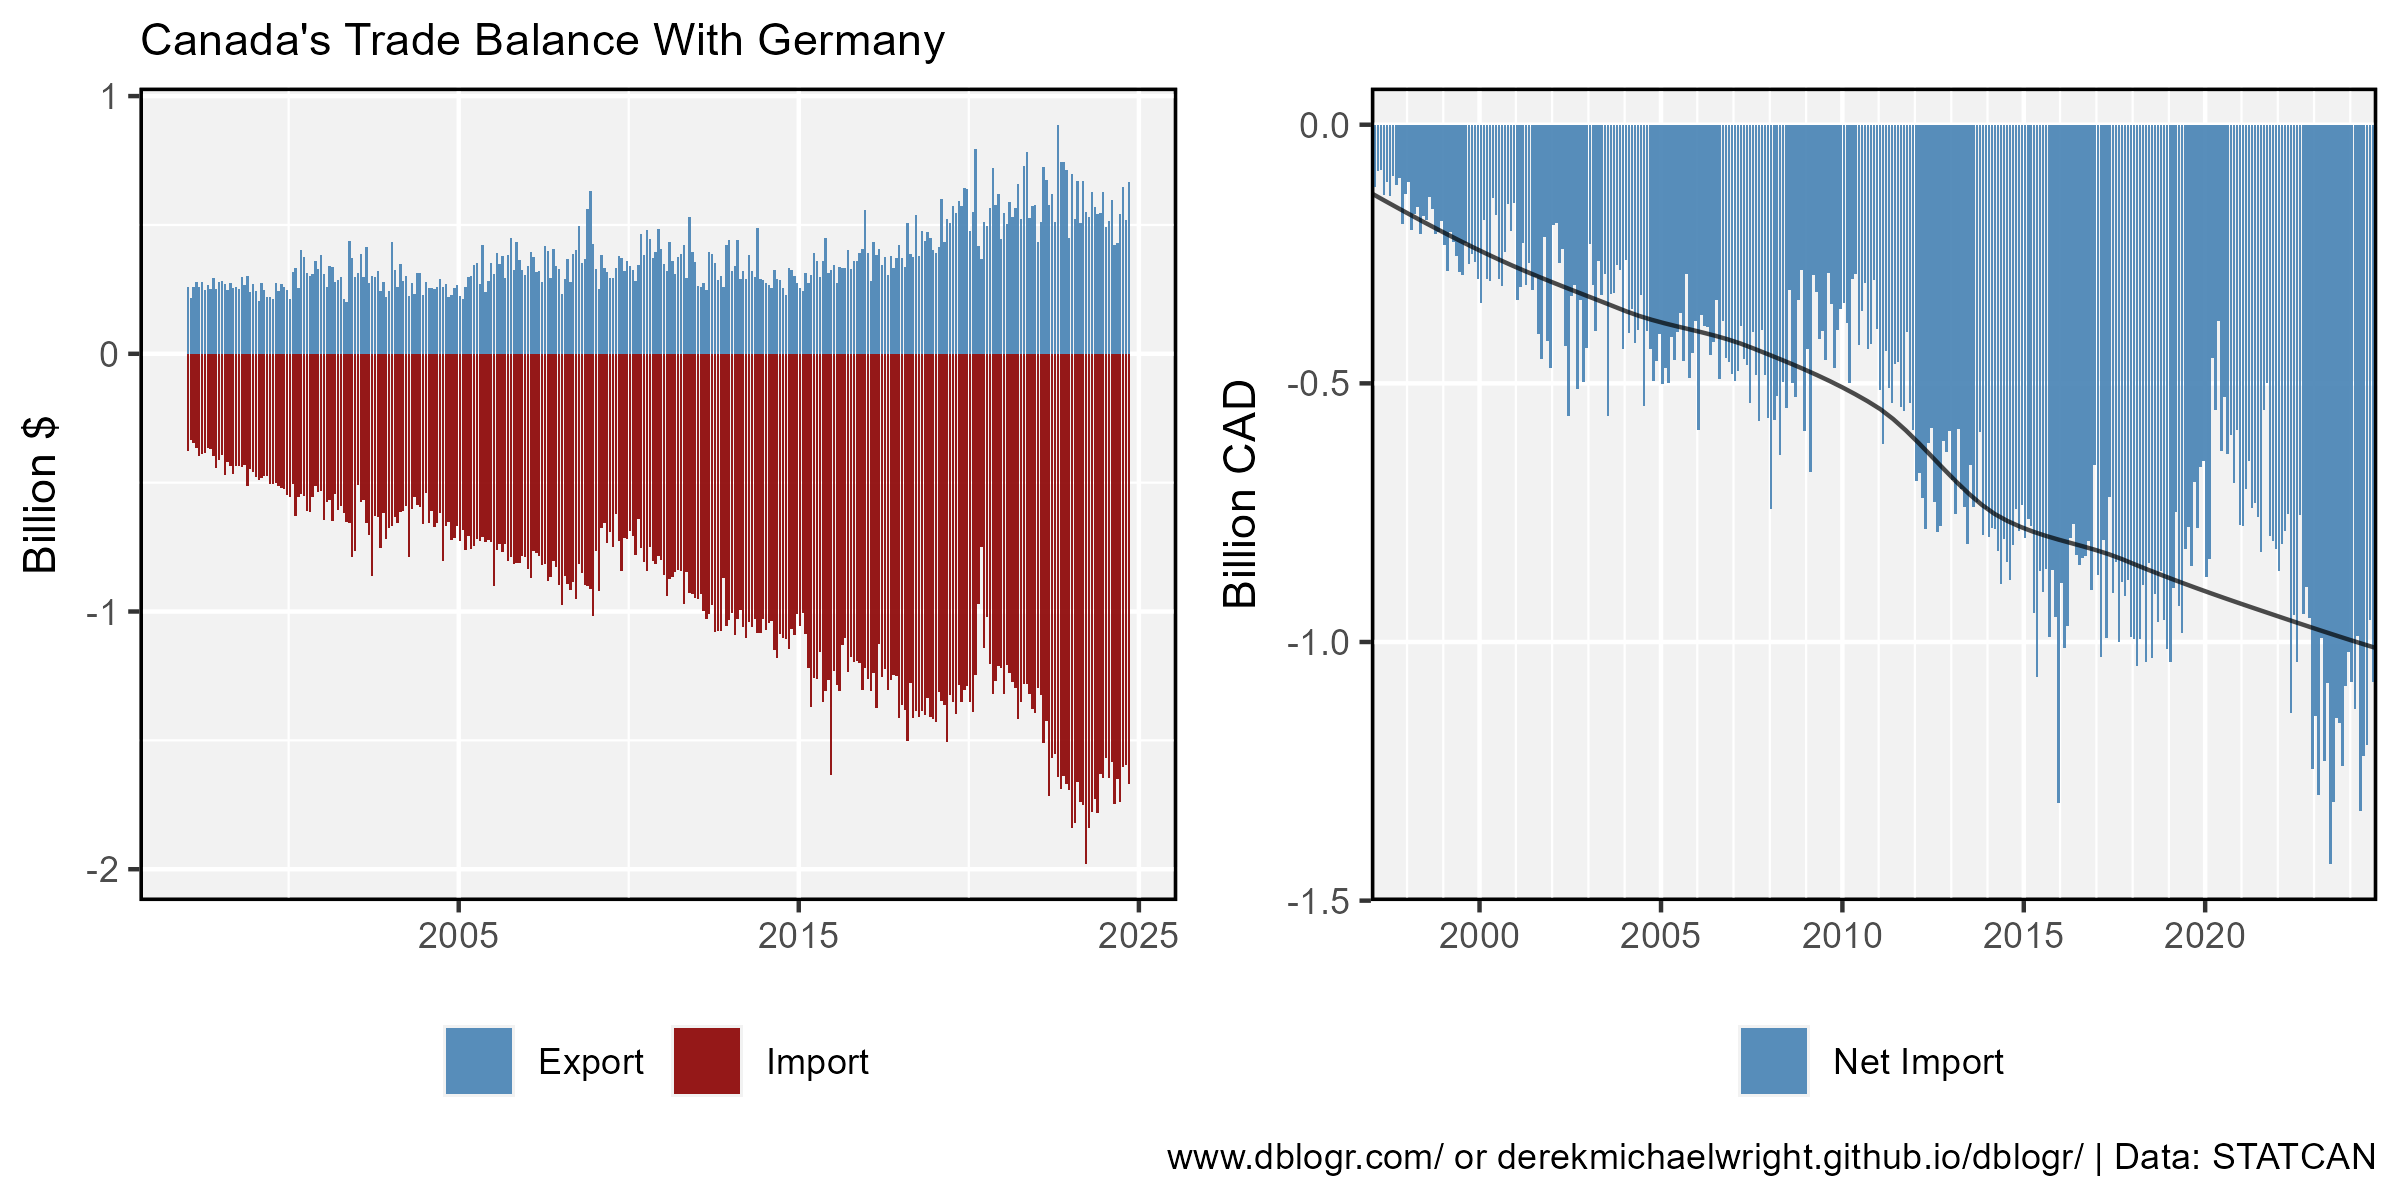 Canada's Trade Balance With Germany
Billion $
1
0
-1
-2
2005 2015 2025
Export Import
Billion CAD
0.0
-0.5
-1.0
-1.5
2000 2005 2010 2015 2020
Net Import
www.dblogr.com/ or derekmichaelwright.github.io/dblogr/ | Data: STATCAN